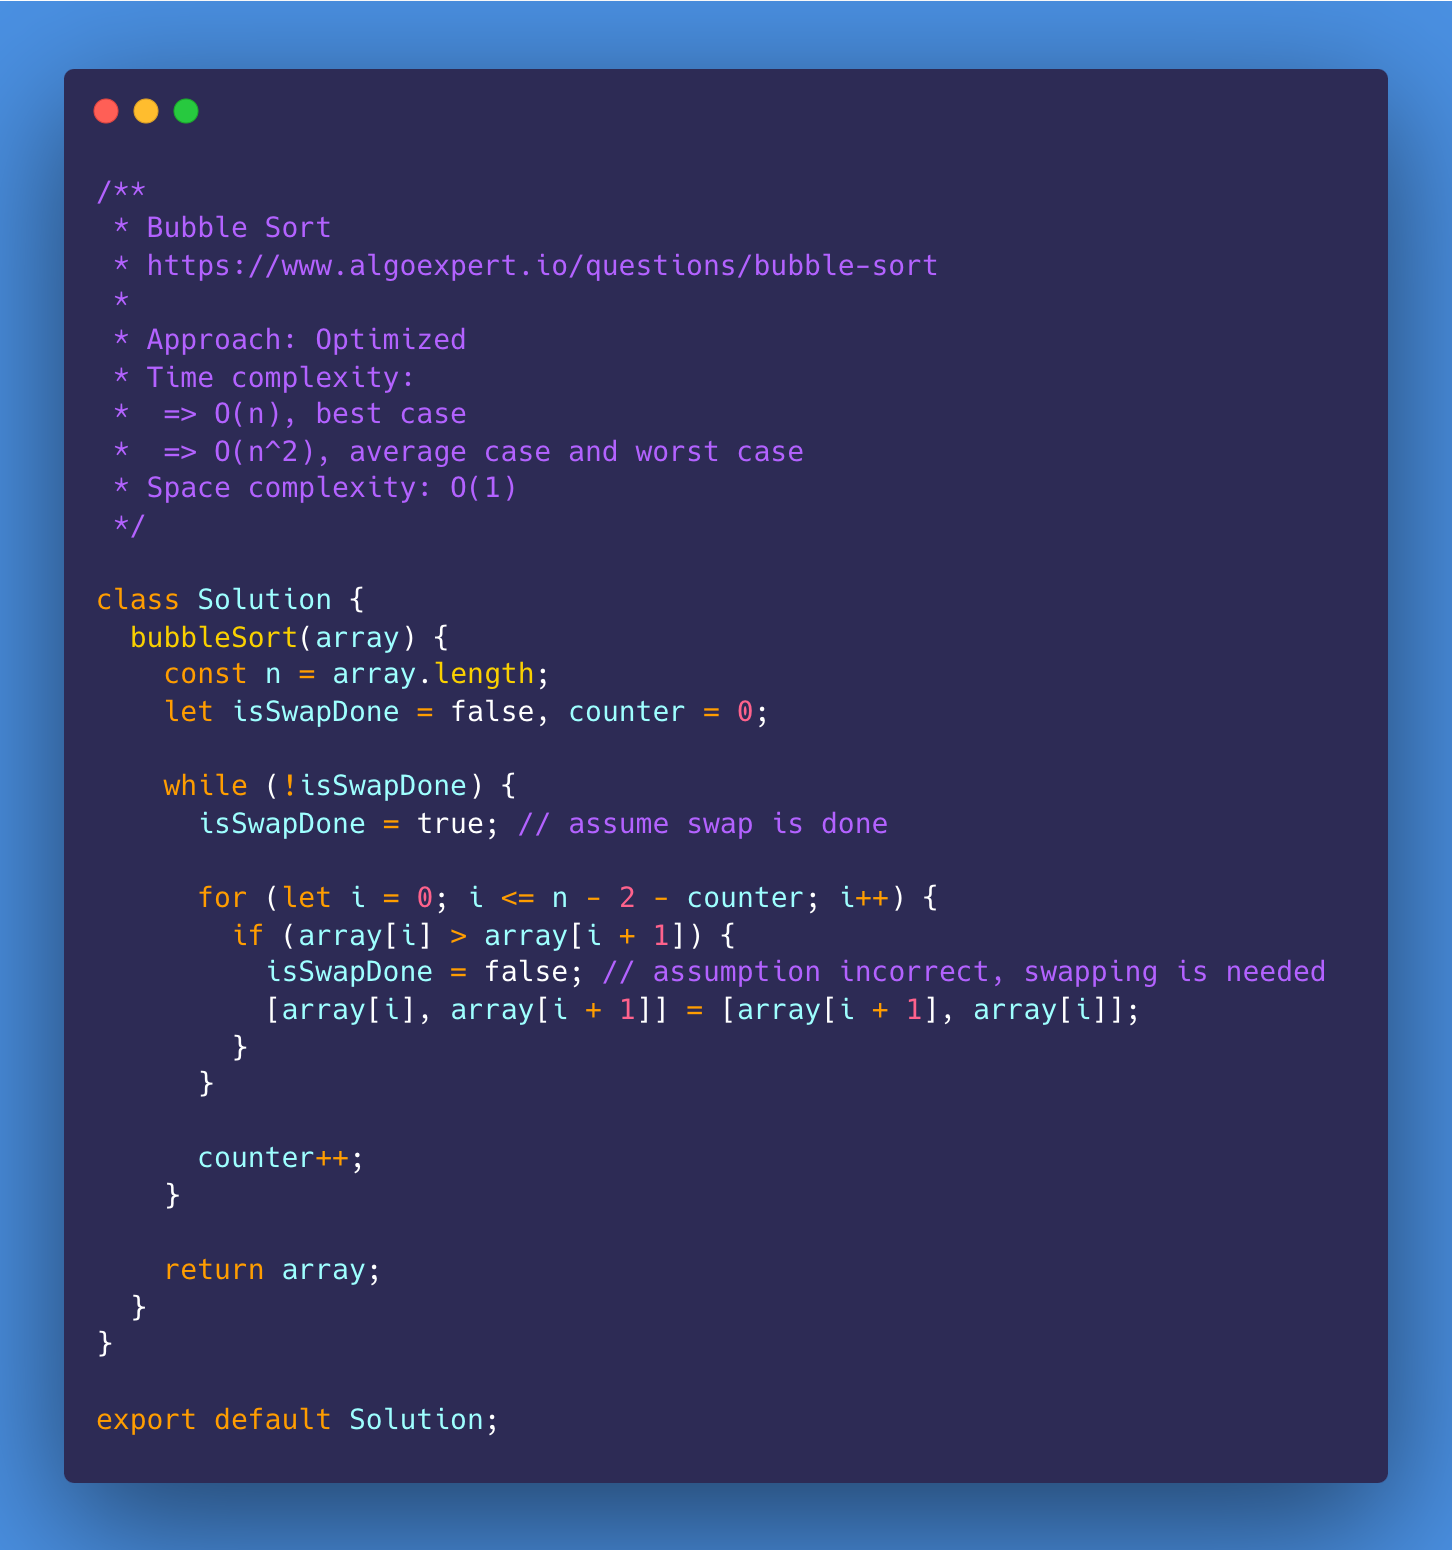 /**
 * Bubble Sort
 * https://www.algoexpert.io/questions/bubble-sort
 *
 * Approach: Optimized
 * Time complexity:
 *  => O(n), best case
 *  => O(n^2), average case and worst case
 * Space complexity: O(1)
 */

class Solution {
  bubbleSort(array) {
    const n = array.length;
    let isSwapDone = false, counter = 0;

    while (!isSwapDone) {
      isSwapDone = true; // assume swap is done

      for (let i = 0; i <= n - 2 - counter; i++) {
        if (array[i] > array[i + 1]) {
          isSwapDone = false; // assumption incorrect, swapping is needed
          [array[i], array[i + 1]] = [array[i + 1], array[i]];
        }
      }

      counter++;
    }

    return array;
  }
}

export default Solution;